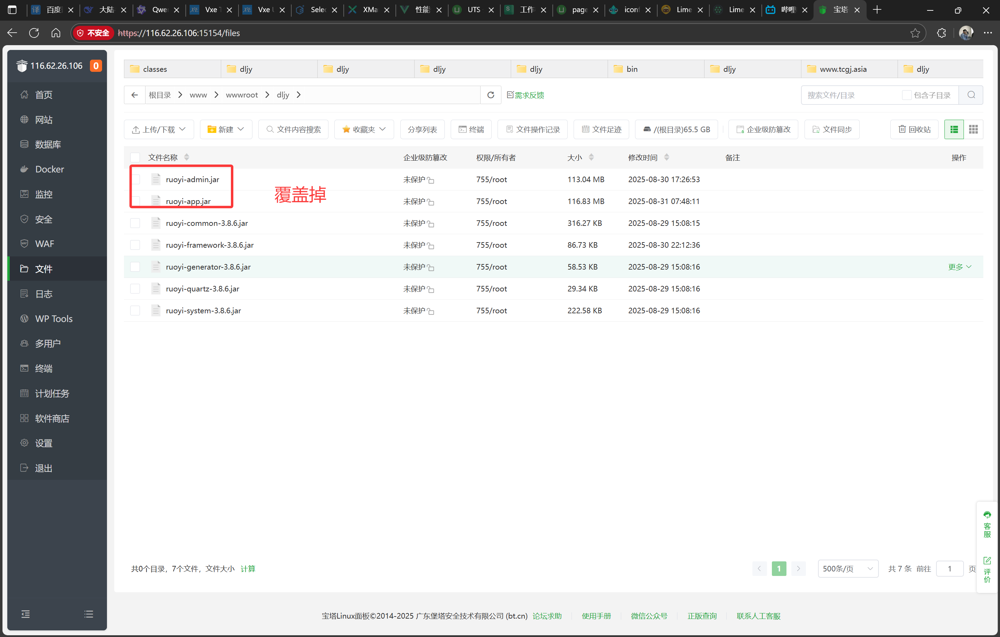 百度 大陆 Qwe Vxe T Vxe U Selec XMa 性能 UTS 工作 page iconf Lime Lime 哔哩 宝塔
不安全 https://116.62.26.106:15154/files
116.62.26.106 0
首页
网站
数据库
Docker
监控
安全
WAF
文件
日志
WP Tools
多用户
终端
计划任务
软件商店
设置
退出
classes dljy dljy dljy dljy bin dljy www.tcgj.asia dljy
根目录 www wwwroot dljy 需求反馈 搜索文件/目录 包含子目录
上传/下载 新建 文件内容搜索 收藏夹 分享列表 终端 文件操作记录 文件足迹 /(根目录)65.5 GB 企业级防篡改 文件同步 回收站
文件名称 企业级防篡改 权限/所有者 大小 修改时间 备注 操作
ruoyi-admin.jar 未保护 755/root 113.04 MB 2025-08-30 17:26:53
覆盖掉
ruoyi-app.jar 未保护 755/root 116.83 MB 2025-08-31 07:48:11
ruoyi-common-3.8.6.jar 未保护 755/root 316.27 KB 2025-08-29 15:08:15
ruoyi-framework-3.8.6.jar 未保护 755/root 86.73 KB 2025-08-30 22:12:36
ruoyi-generator-3.8.6.jar 未保护 755/root 58.53 KB 2025-08-29 15:08:16 更多
ruoyi-quartz-3.8.6.jar 未保护 755/root 29.34 KB 2025-08-29 15:08:16
ruoyi-system-3.8.6.jar 未保护 755/root 222.58 KB 2025-08-29 15:08:16
客服
评价
共0个目录，7个文件，文件大小 计算 1 500条/页 共 7 条 前往 1 页
宝塔Linux面板©2014-2025 广东堡塔安全技术有限公司 (bt.cn) 论坛求助 使用手册 微信公众号 正版查询 联系人工客服